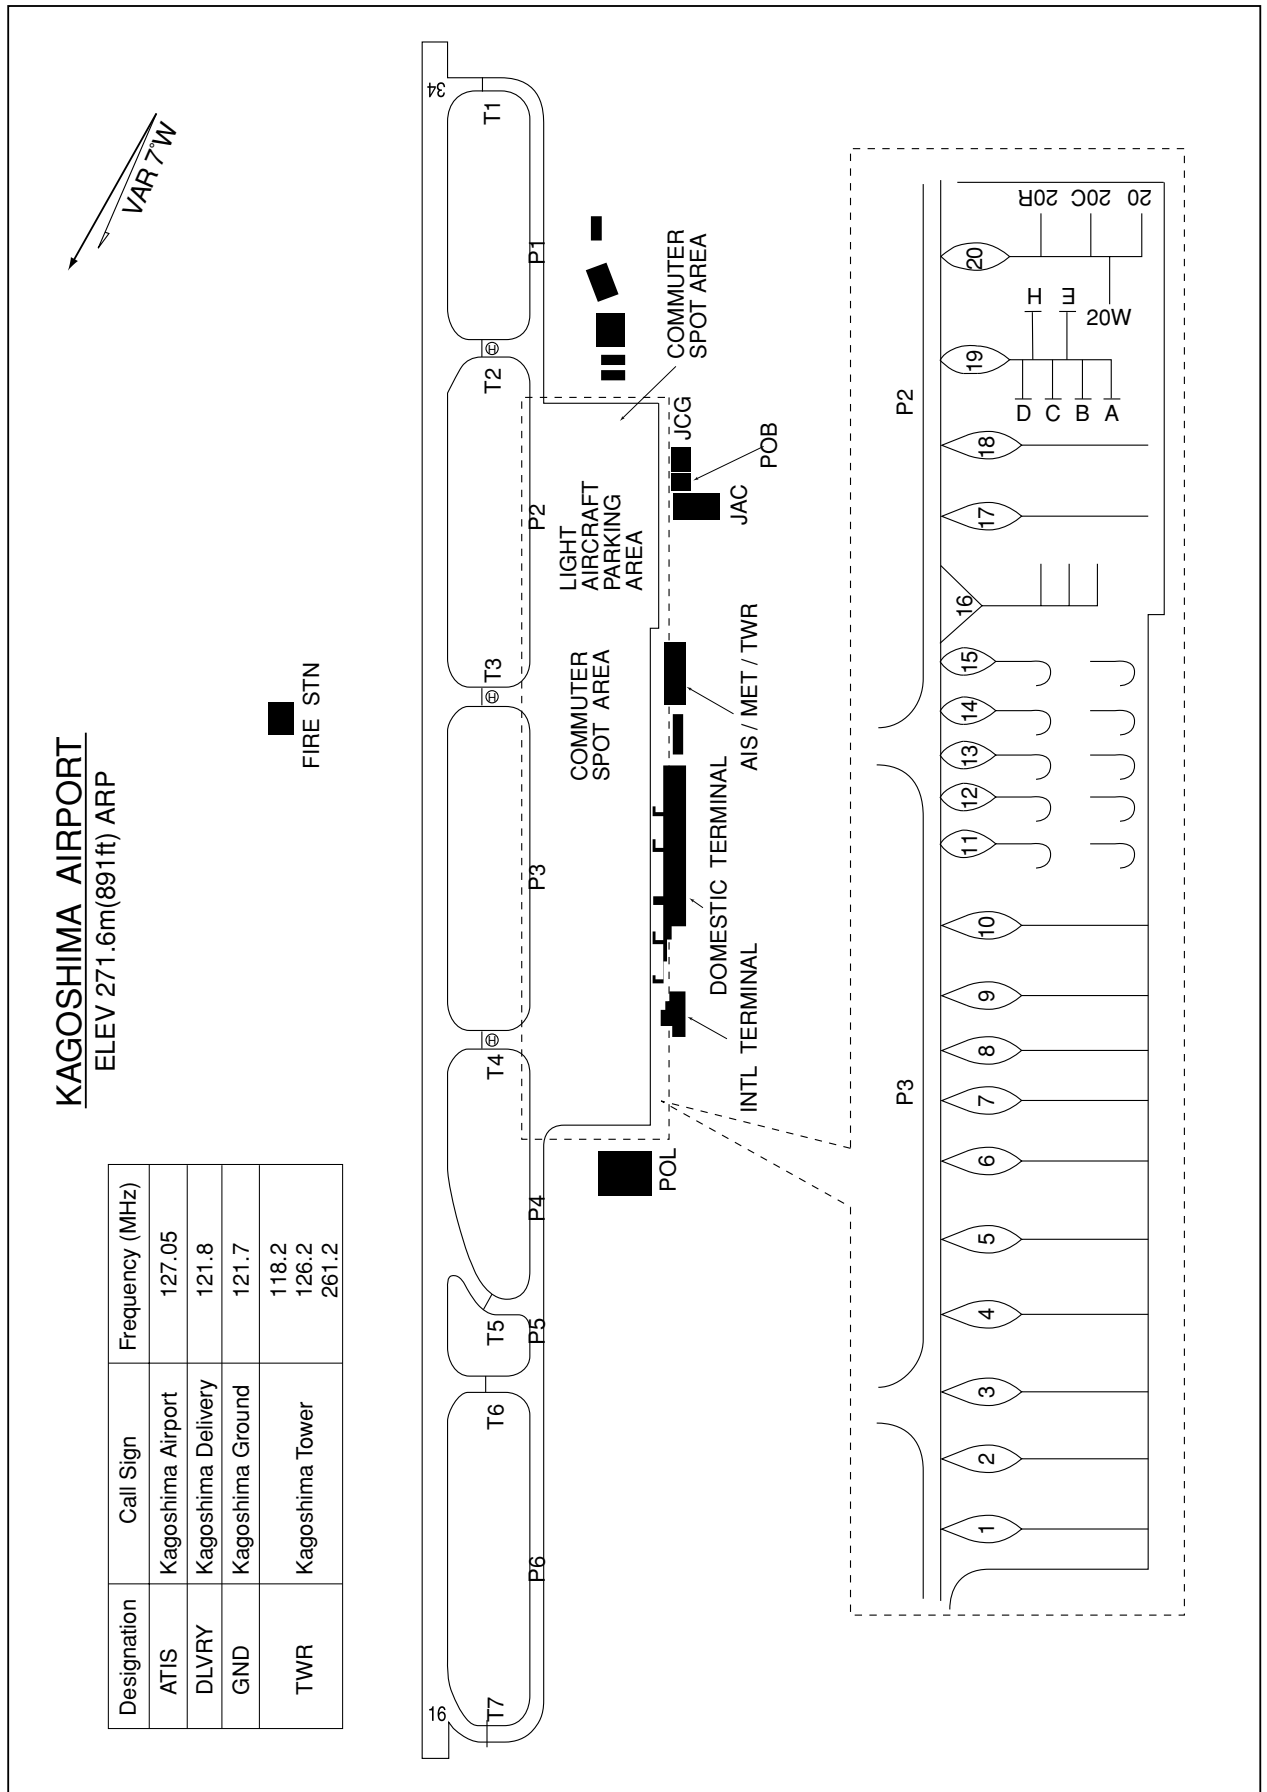 KAGOSHIMA AIRPORT
ELEV 271.6m(891ft) ARP
VAR 7°W
Designation Call Sign Frequency (MHz)
ATIS Kagoshima Airport 127.05
DLVRY Kagoshima Delivery 121.8
GND Kagoshima Ground 121.7
TWR Kagoshima Tower 118.2
126.2
261.2
FIRE STN
16
34
T7
T6
T5
T4
T3
T2
T1
H
H
H
P6
P5
P4
P3
P2
P1
COMMUTER
SPOT AREA
LIGHT
AIRCRAFT
PARKING
AREA
COMMUTER
SPOT AREA
POL
INTL TERMINAL
DOMESTIC TERMINAL
AIS / MET / TWR
JAC
POB
JCG
P3
P2
1
2
3
4
5
6
7
8
9
10
11
12
13
14
15
16
17
18
19
20
D
C
B
A
H
E
20W
20R
20C
20